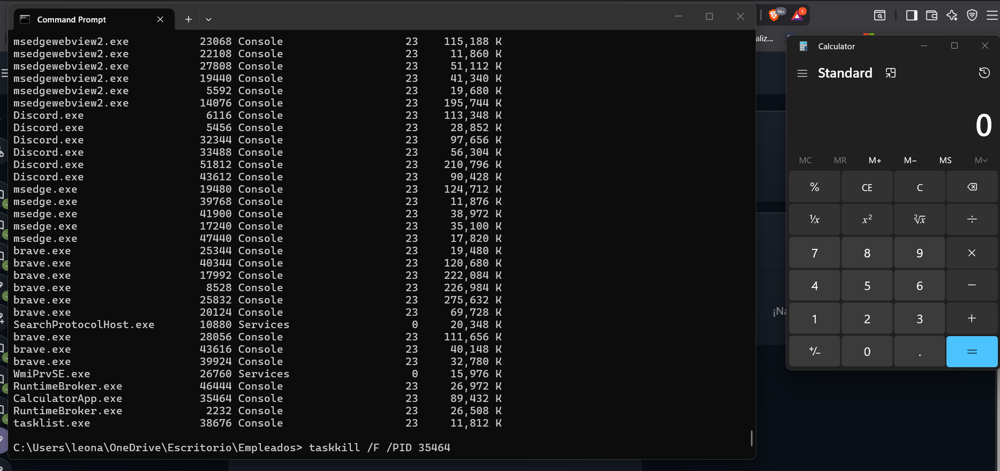 Command Prompt
msedgewebview2.exe 23068 Console 23 115,188 K
msedgewebview2.exe 22108 Console 23 11,860 K
msedgewebview2.exe 27808 Console 23 51,112 K
msedgewebview2.exe 19440 Console 23 41,340 K
msedgewebview2.exe 5592 Console 23 19,680 K
msedgewebview2.exe 14076 Console 23 195,744 K
Discord.exe 6116 Console 23 113,348 K
Discord.exe 5456 Console 23 28,852 K
Discord.exe 32344 Console 23 97,656 K
Discord.exe 33488 Console 23 56,304 K
Discord.exe 51812 Console 23 210,796 K
Discord.exe 43612 Console 23 90,428 K
msedge.exe 19480 Console 23 124,712 K
msedge.exe 39768 Console 23 11,876 K
msedge.exe 41900 Console 23 38,972 K
msedge.exe 17240 Console 23 35,100 K
msedge.exe 47440 Console 23 17,820 K
brave.exe 25344 Console 23 19,480 K
brave.exe 40344 Console 23 120,680 K
brave.exe 17992 Console 23 222,084 K
brave.exe 8528 Console 23 226,984 K
brave.exe 25832 Console 23 275,632 K
brave.exe 20124 Console 23 69,728 K
SearchProtocolHost.exe 10880 Services 0 20,348 K
brave.exe 28056 Console 23 111,656 K
brave.exe 43616 Console 23 40,148 K
brave.exe 39924 Console 23 32,780 K
WmiPrvSE.exe 26760 Services 0 15,976 K
RuntimeBroker.exe 46444 Console 23 26,972 K
CalculatorApp.exe 35464 Console 23 89,432 K
RuntimeBroker.exe 2232 Console 23 26,508 K
tasklist.exe 38676 Console 23 11,812 K
C:\Users\leona\OneDrive\Escritorio\Empleados> taskkill /F /PID 35464
99+ 1
aliz...
Calculator
Standard
0
MC MR M+ M− MS M
% CE C
¹/x x² ²√x ÷
7 8 9 ×
4 5 6 −
1 2 3 +
+/− 0 . =
¡Na